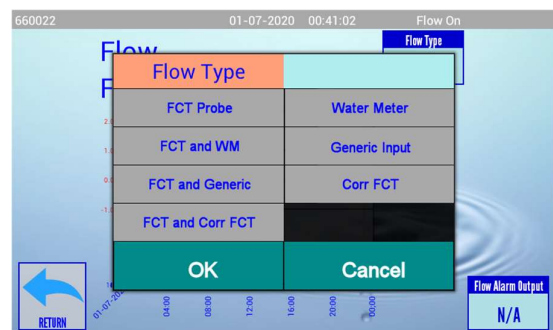 660022 01-07-2020 00:41:02 Flow On
Flow
Flow Type
Flow Type
FCT Probe Water Meter
FCT and WM Generic Input
FCT and Generic Corr FCT
FCT and Corr FCT
OK Cancel
04:00 08:00 12:00 16:00 20:00 00:00
RETURN
Flow Alarm Output
N/A